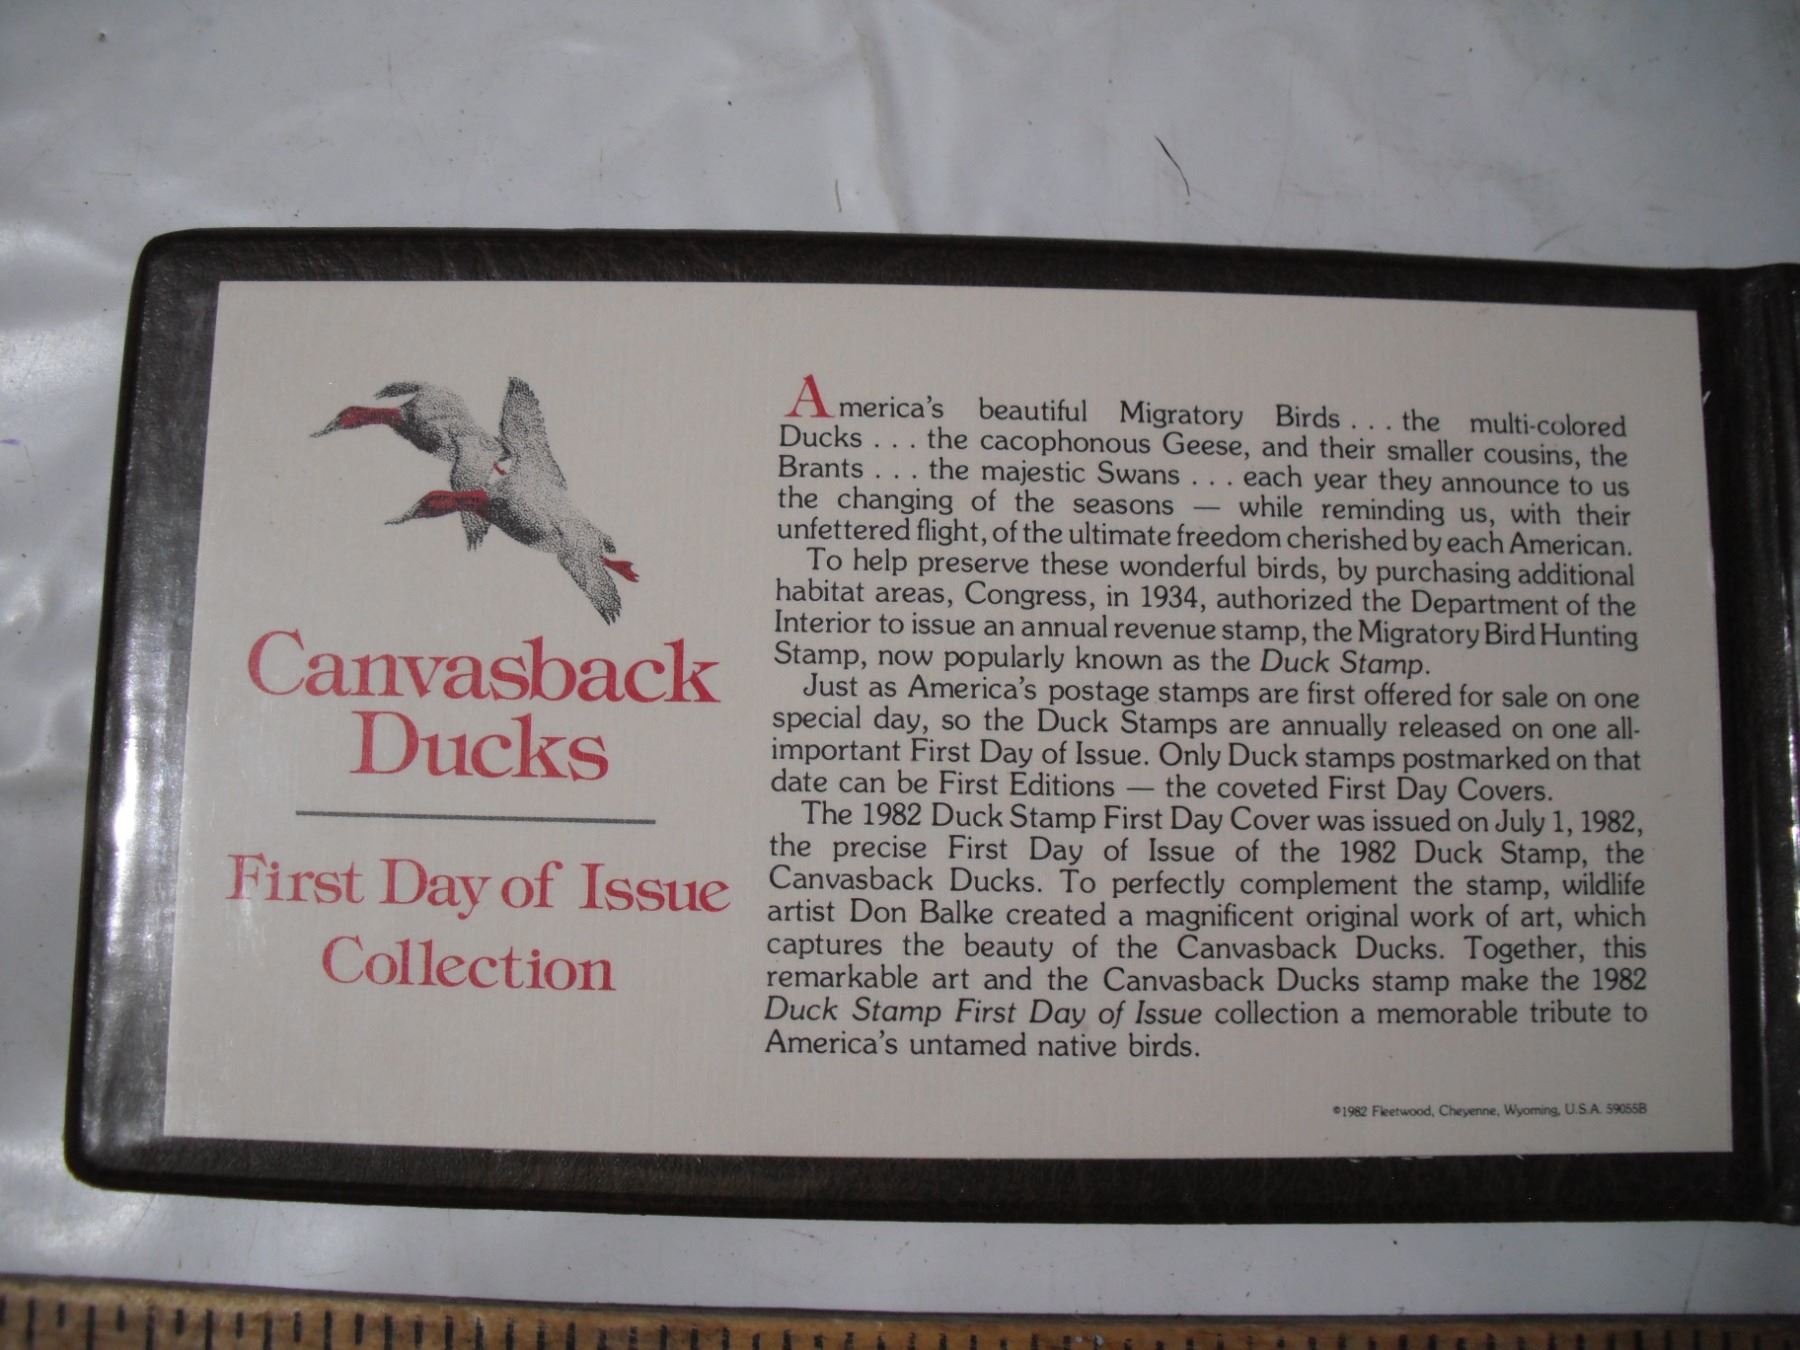 Canvasback
Ducks
First Day of Issue
Collection
America's beautiful Migratory Birds . . . the multi-colored
Ducks . . . the cacophonous Geese, and their smaller cousins, the
Brants . . . the majestic Swans . . . each year they announce to us
the changing of the seasons — while reminding us, with their
unfettered flight, of the ultimate freedom cherished by each American.
To help preserve these wonderful birds, by purchasing additional
habitat areas, Congress, in 1934, authorized the Department of the
Interior to issue an annual revenue stamp, the Migratory Bird Hunting
Stamp, now popularly known as the Duck Stamp.
Just as America's postage stamps are first offered for sale on one
special day, so the Duck Stamps are annually released on one all-
important First Day of Issue. Only Duck stamps postmarked on that
date can be First Editions — the coveted First Day Covers.
The 1982 Duck Stamp First Day Cover was issued on July 1, 1982,
the precise First Day of Issue of the 1982 Duck Stamp, the
Canvasback Ducks. To perfectly complement the stamp, wildlife
artist Don Balke created a magnificent original work of art, which
captures the beauty of the Canvasback Ducks. Together, this
remarkable art and the Canvasback Ducks stamp make the 1982
Duck Stamp First Day of Issue collection a memorable tribute to
America's untamed native birds.
©1982 Fleetwood, Cheyenne, Wyoming, U.S.A. 59055B